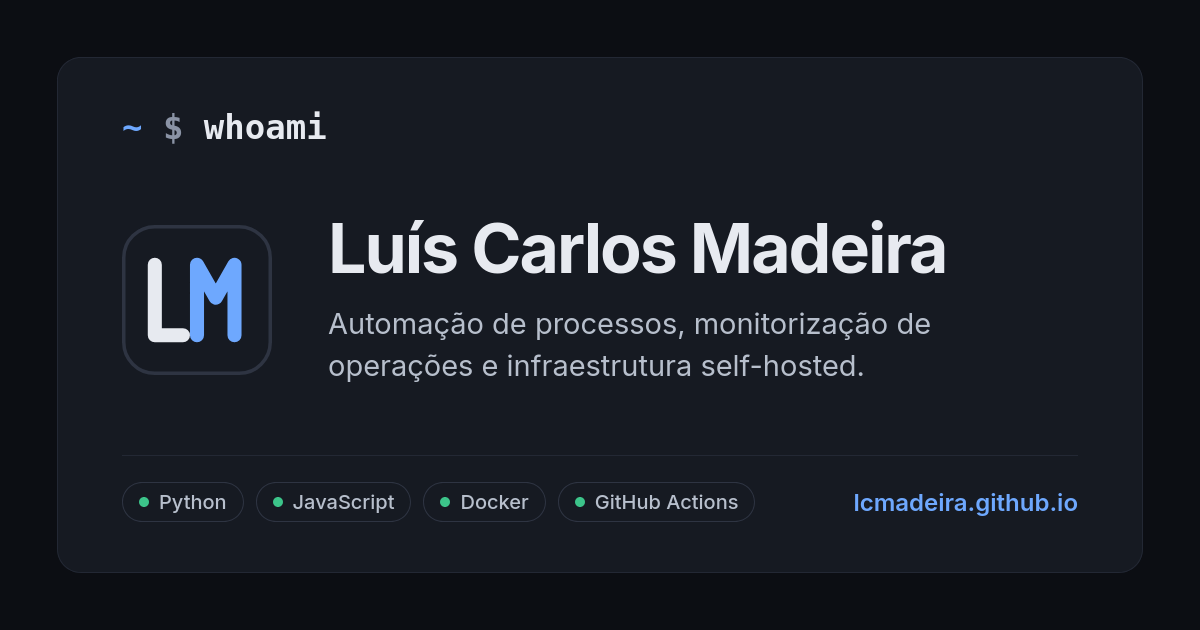 ~ $ whoami
LM
Luís Carlos Madeira
Automação de processos, monitorização de
operações e infraestrutura self-hosted.
Python
JavaScript
Docker
GitHub Actions
lcmadeira.github.io